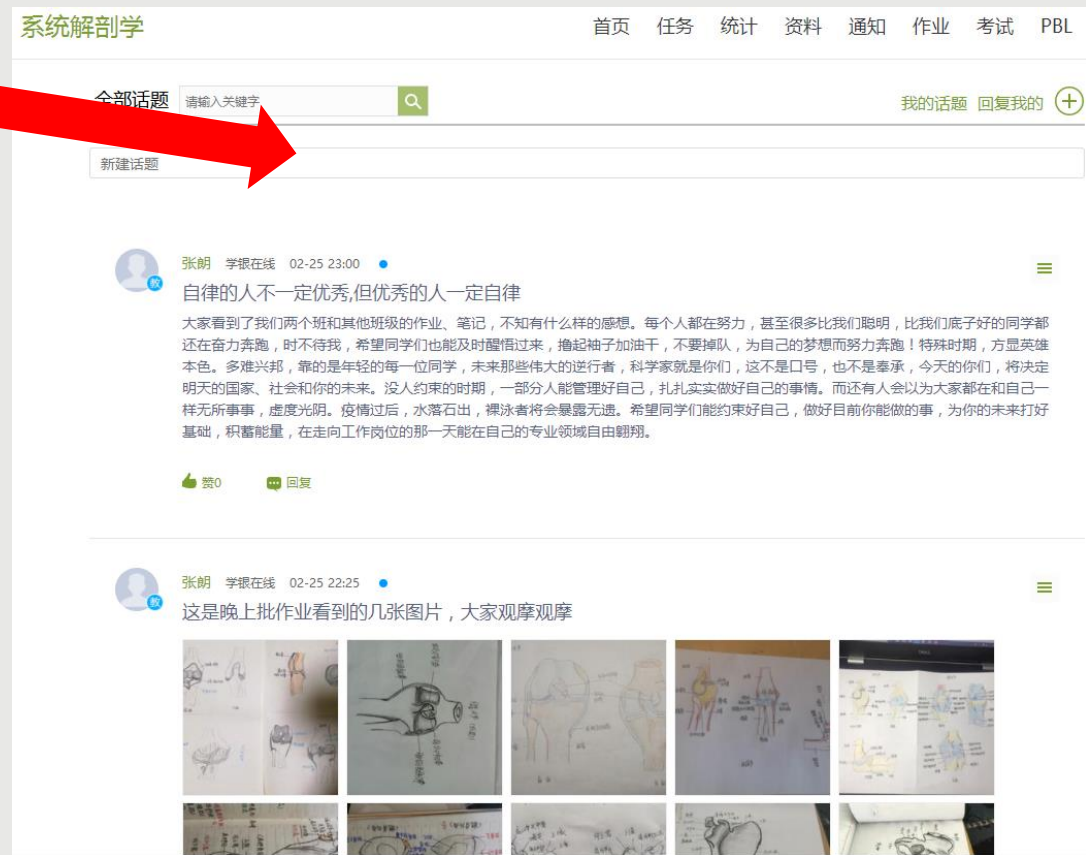 系统解剖学
首页 任务 统计 资料 通知 作业 考试 PBL
全部话题 请输入关键字
我的话题 回复我的
新建话题
张朗 学银在线 02-25 23:00
教
自律的人不一定优秀,但优秀的人一定自律
大家看到了我们两个班和其他班级的作业、笔记，不知有什么样的感想。每个人都在努力，甚至很多比我们聪明，比我们底子好的同学都
还在奋力奔跑，时不待我，希望同学们也能及时醒悟过来，撸起袖子加油干，不要掉队，为自己的梦想而努力奔跑！特殊时期，方显英雄
本色。多难兴邦，靠的是年轻的每一位同学，未来那些伟大的逆行者，科学家就是你们，这不是口号，也不是奉承，今天的你们，将决定
明天的国家、社会和你的未来。没人约束的时期，一部分人能管理好自己，扎扎实实做好自己的事情。而还有人会以为大家都在和自己一
样无所事事，虚度光阴。疫情过后，水落石出，裸泳者将会暴露无遗。希望同学们能约束好自己，做好目前你能做的事，为你的未来打好
基础，积蓄能量，在走向工作岗位的那一天能在自己的专业领域自由翱翔。
赞0 回复
张朗 学银在线 02-25 22:25
教
这是晚上批作业看到的几张图片，大家观摩观摩